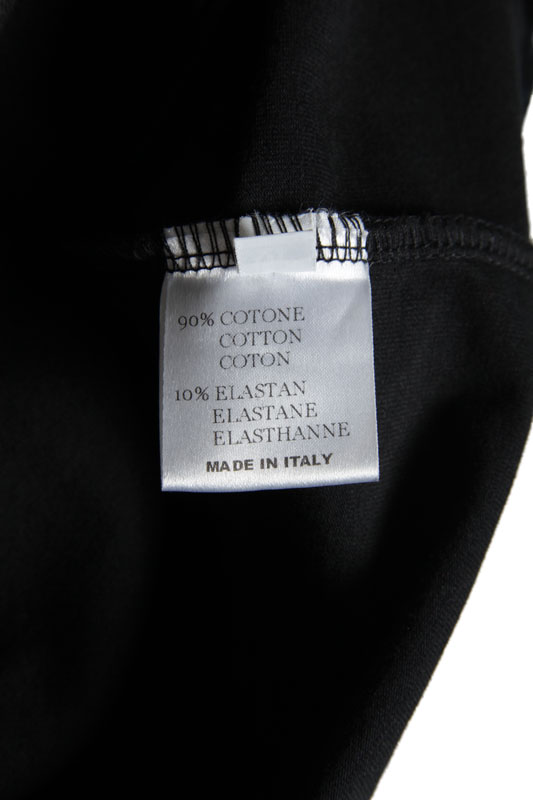 90% COTONE
COTTON
COTON
10% ELASTAN
ELASTANE
ELASTHANNE
MADE IN ITALY